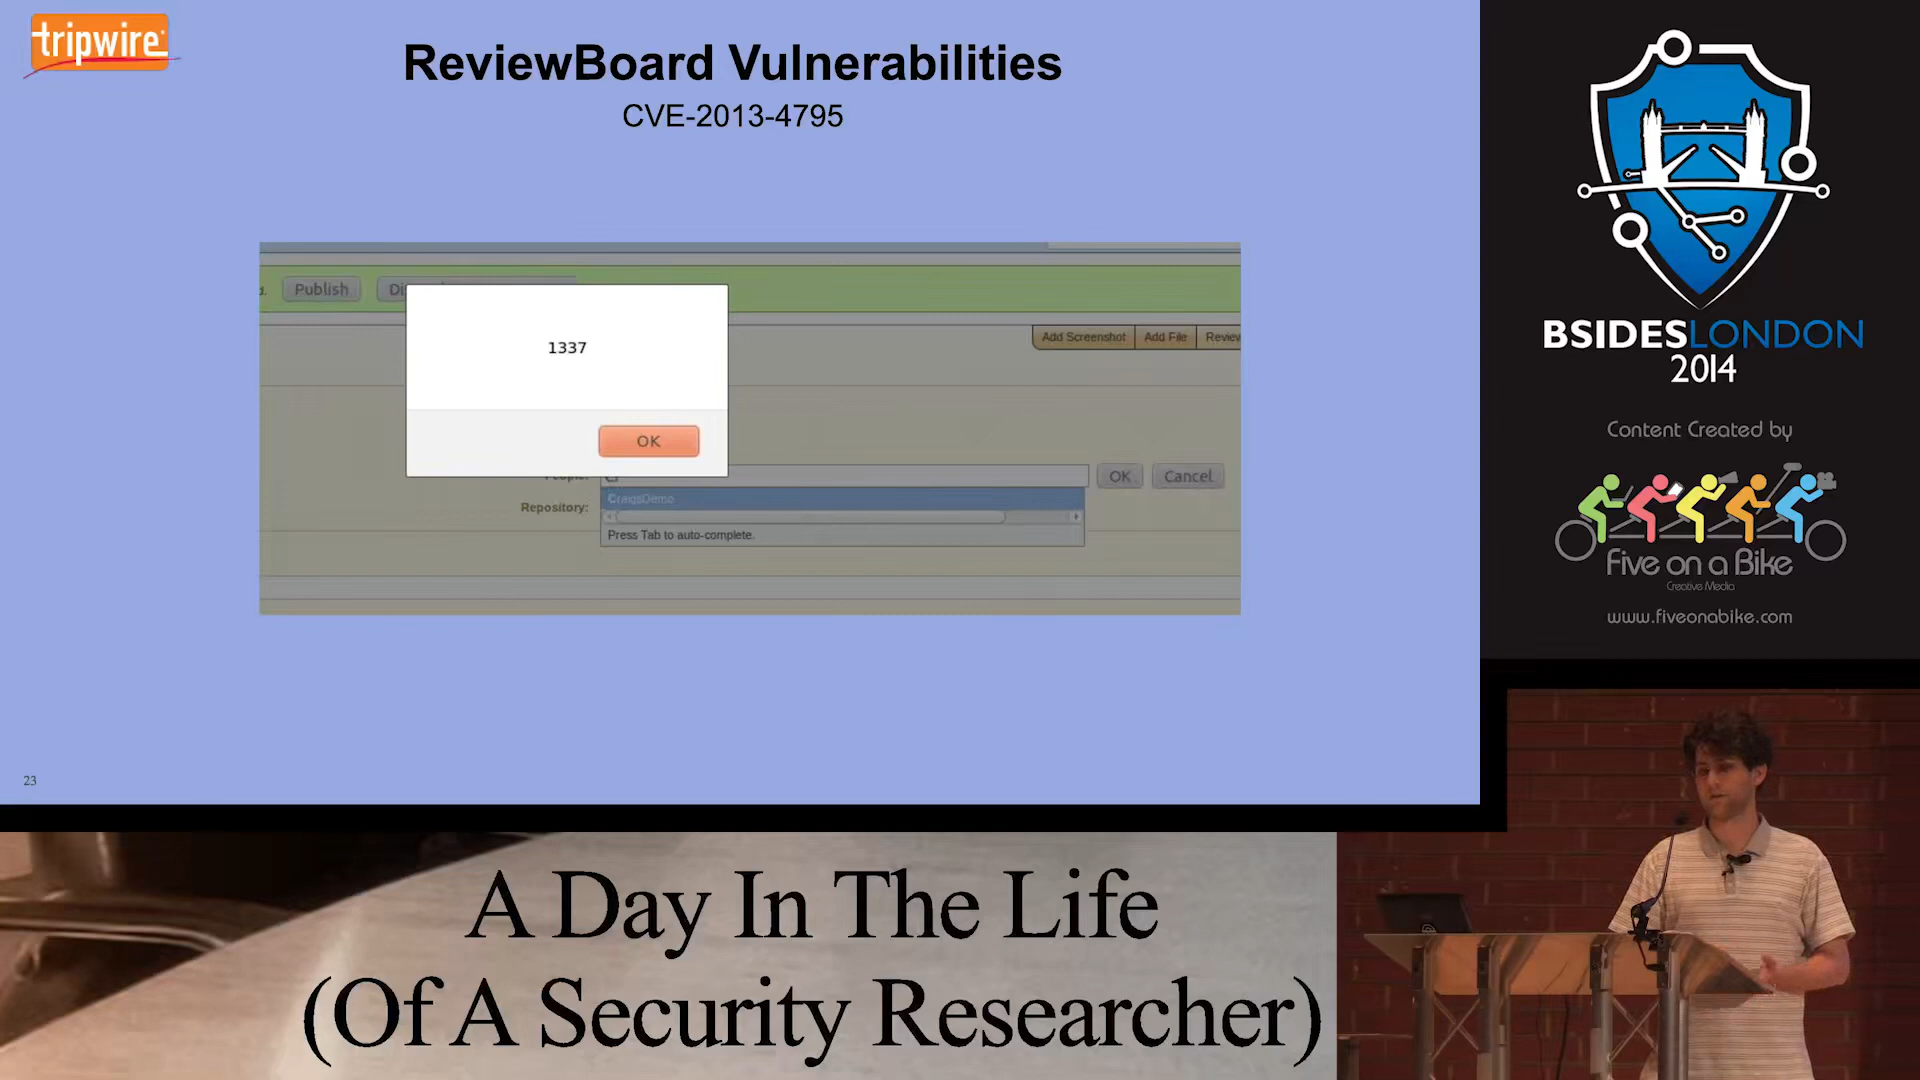 tripwire
ReviewBoard Vulnerabilities
CVE-2013-4795
d.
Publish
1337
OK
Add Screenshot
Add File
Review
OK
Cancel
CraigsDemo
Repository:
Press Tab to auto-complete.
23
BSIDESLONDON
2014
Content Created by
Five on a Bike
Creative Media
www.fiveonabike.com
A Day In The Life
(Of A Security Researcher)